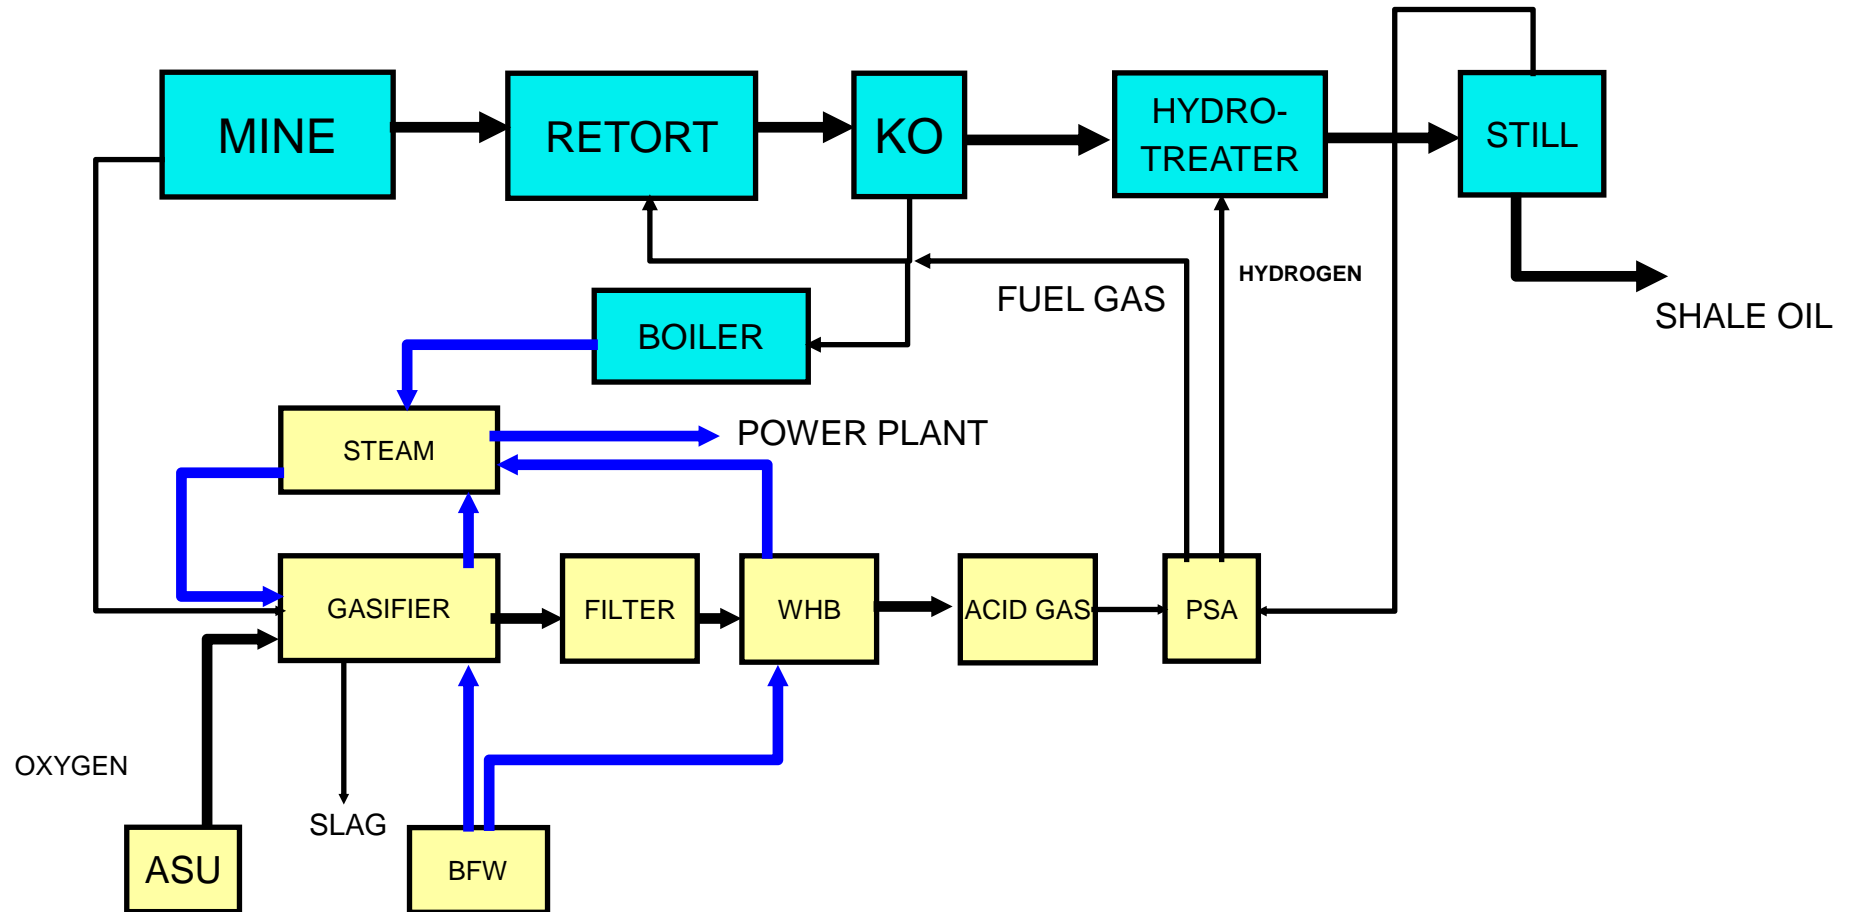 MINE
RETORT
KO
HYDRO-
TREATER
STILL
HYDROGEN
FUEL GAS
SHALE OIL
BOILER
POWER PLANT
STEAM
GASIFIER
FILTER
WHB
ACID GAS
PSA
OXYGEN
SLAG
ASU
BFW